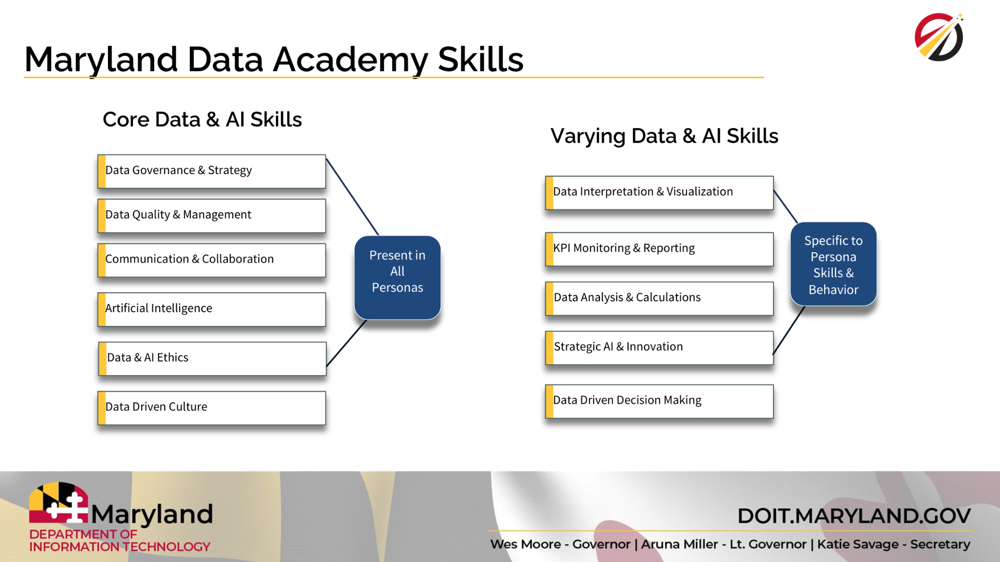 Maryland Data Academy Skills
Core Data & AI Skills
Data Governance & Strategy
Data Quality & Management
Communication & Collaboration
Artificial Intelligence
Data & AI Ethics
Data Driven Culture
Present in
All
Personas
Varying Data & AI Skills
Data Interpretation & Visualization
KPI Monitoring & Reporting
Data Analysis & Calculations
Strategic AI & Innovation
Data Driven Decision Making
Specific to
Persona
Skills &
Behavior
Maryland
DEPARTMENT OF
INFORMATION TECHNOLOGY
DOIT.MARYLAND.GOV
Wes Moore - Governor | Aruna Miller - Lt. Governor | Katie Savage - Secretary